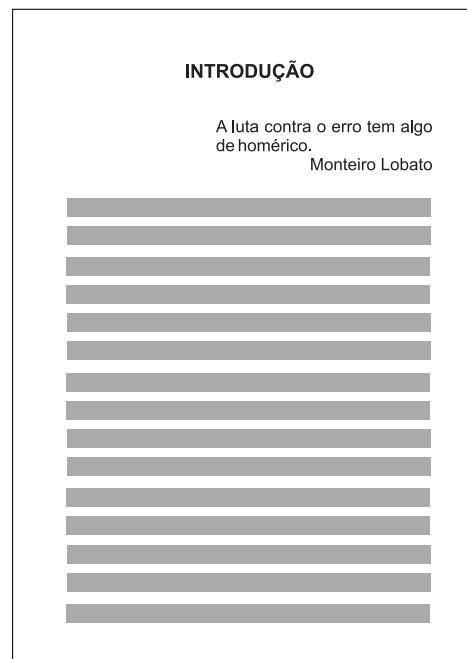 INTRODUÇÃO
A luta contra o erro tem algo
de homérico.
Monteiro Lobato